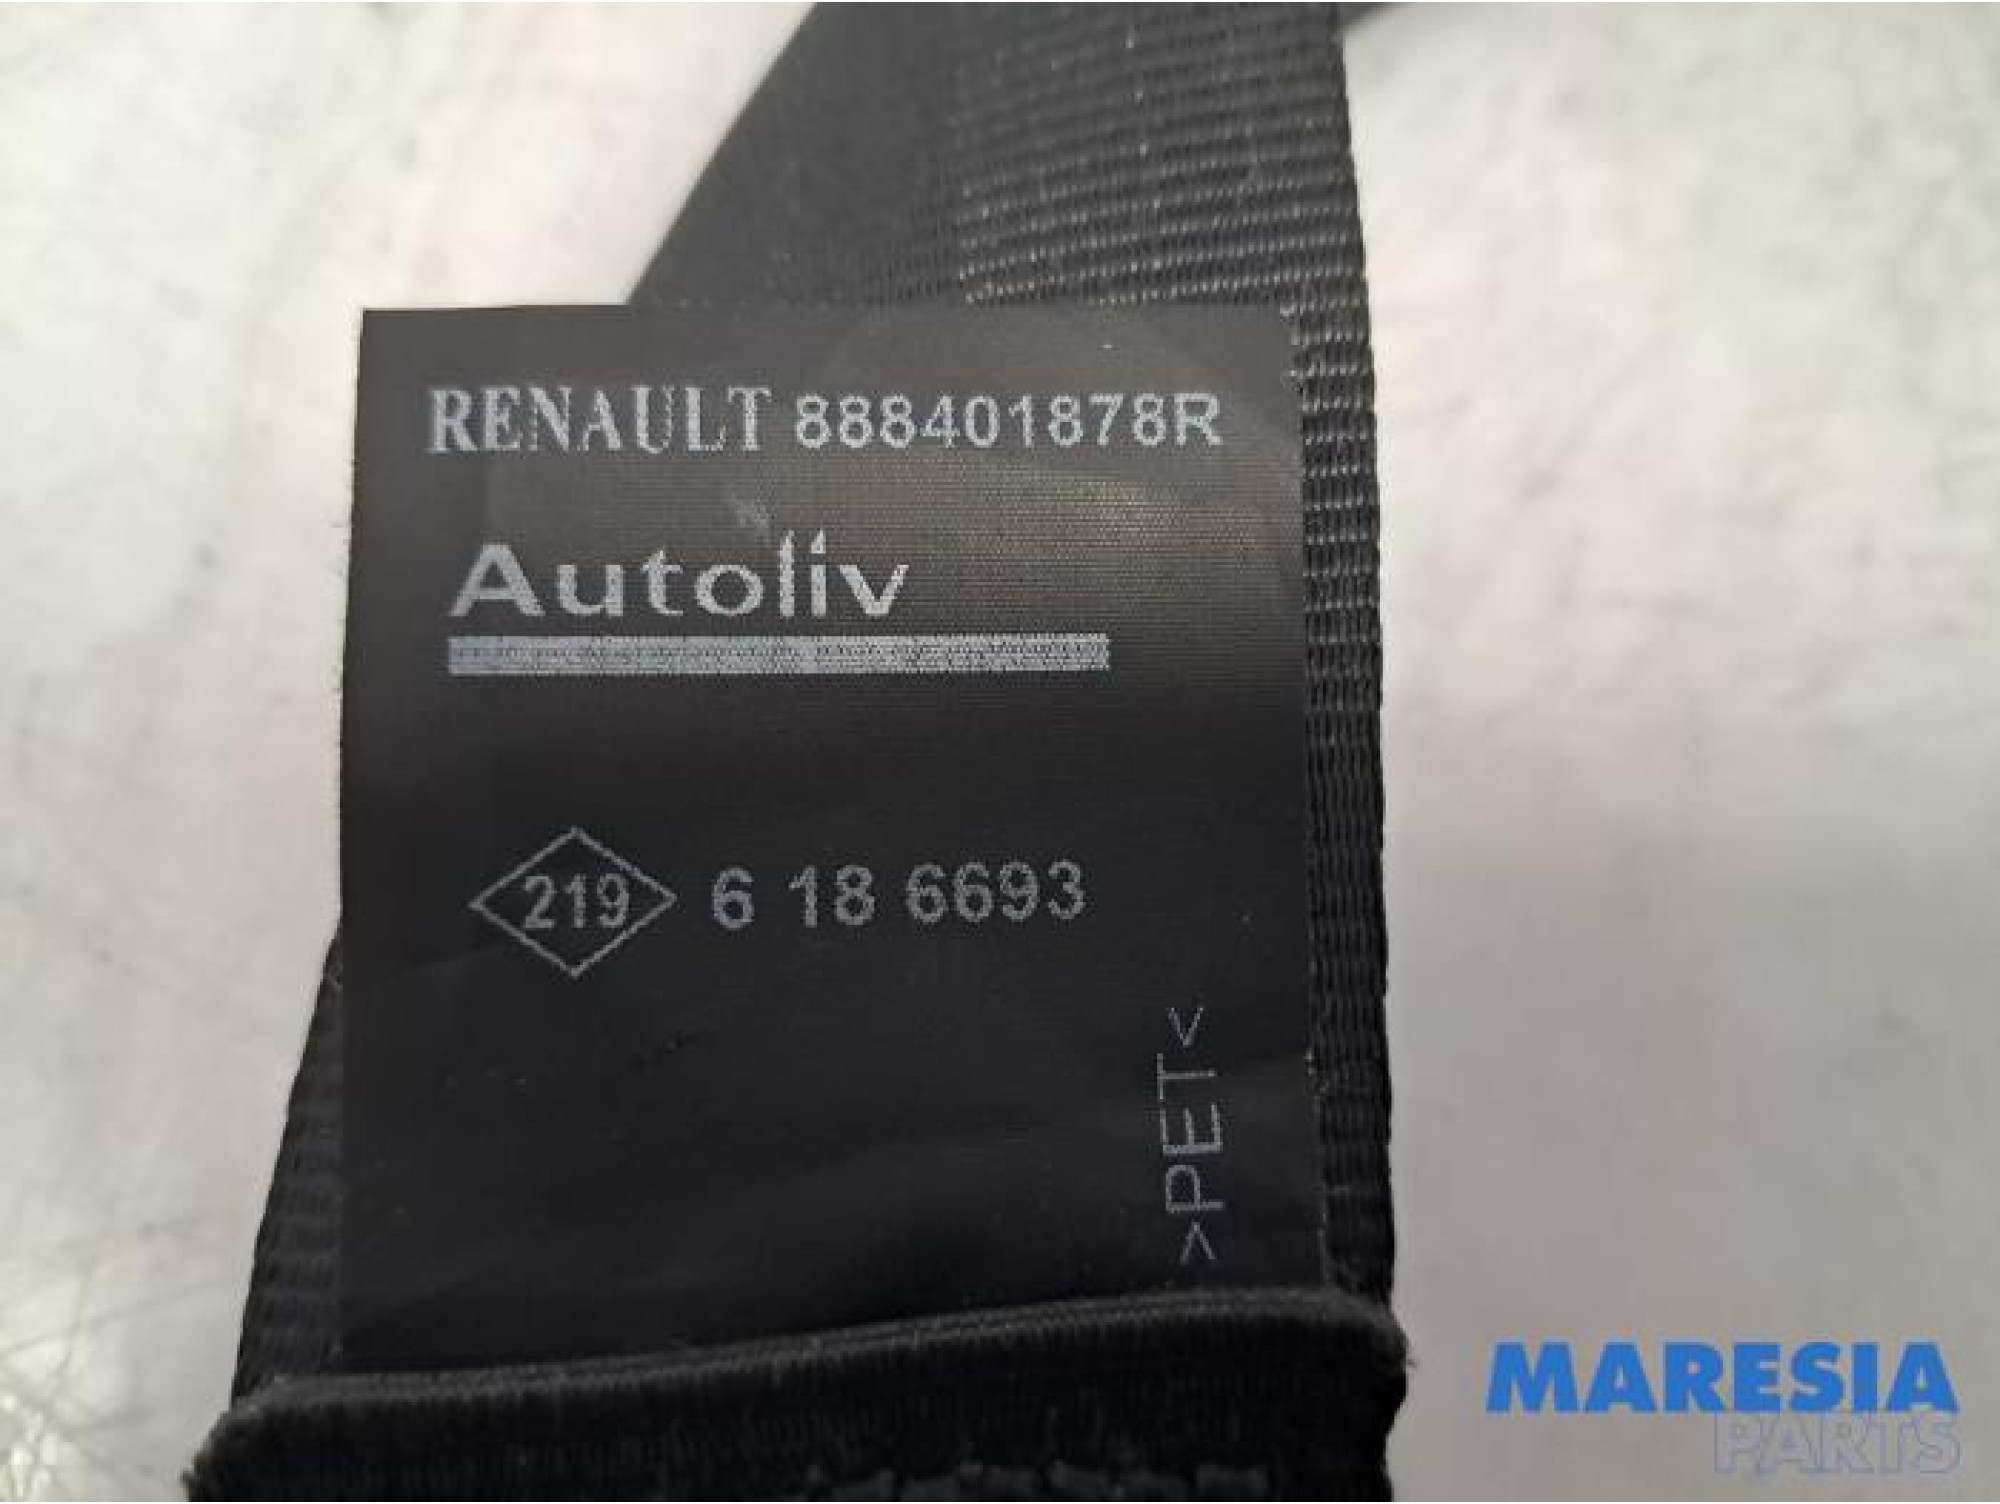 RENAULT 888401878R
Autoliv
219 6 18 6693
>PET<
MARESIA
PARTS